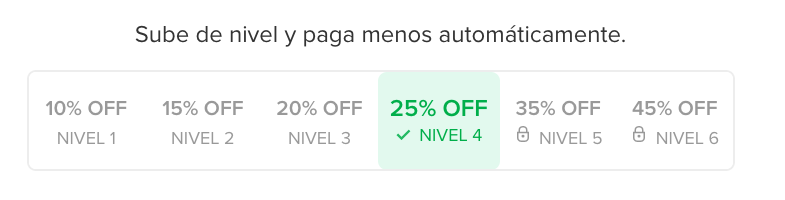 Sube de nivel y paga menos automáticamente.
10% OFF 15% OFF 20% OFF 25% OFF 35% OFF 45% OFF
NIVEL 1 NIVEL 2 NIVEL 3 NIVEL 4 NIVEL 5 NIVEL 6